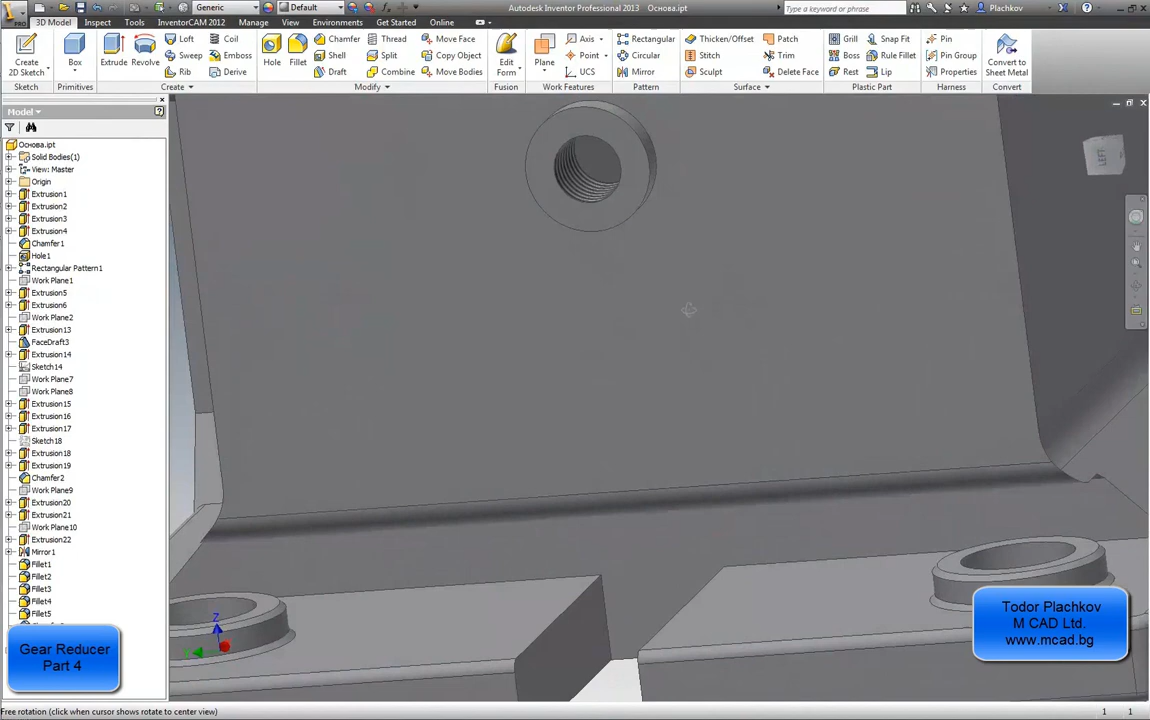 Generic
Default
Autodesk Inventor Professional 2013
Основа.ipt
Type a keyword or phrase
Plachkov
3D Model
Inspect
Tools
InventorCAM 2012
Manage
View
Environments
Get Started
Online
Create
2D Sketch
Box
Extrude
Revolve
Loft
Sweep
Rib
Coil
Emboss
Derive
Hole
Fillet
Chamfer
Shell
Draft
Thread
Split
Combine
Move Face
Copy Object
Move Bodies
Edit
Form
Plane
Axis
Point
UCS
Rectangular
Circular
Mirror
Thicken/Offset
Stitch
Sculpt
Patch
Trim
Delete Face
Grill
Boss
Rest
Snap Fit
Rule Fillet
Lip
Pin
Pin Group
Properties
Convert to
Sheet Metal
Sketch
Primitives
Create
Modify
Fusion
Work Features
Pattern
Surface
Plastic Part
Harness
Convert
Model
Основа.ipt
Solid Bodies(1)
View: Master
Origin
Extrusion1
Extrusion2
Extrusion3
Extrusion4
Chamfer1
Hole1
Rectangular Pattern1
Work Plane1
Extrusion5
Extrusion6
Work Plane2
Extrusion13
FaceDraft3
Extrusion14
Sketch14
Work Plane7
Work Plane8
Extrusion15
Extrusion16
Extrusion17
Sketch18
Extrusion18
Extrusion19
Chamfer2
Work Plane9
Extrusion20
Extrusion21
Work Plane10
Extrusion22
Mirror1
Fillet1
Fillet2
Fillet3
Fillet4
Fillet5
LEFT
Z
Gear Reducer
Part 4
Todor Plachkov
M CAD Ltd.
www.mcad.bg
Free rotation (click when cursor shows rotate to center view)
1
1